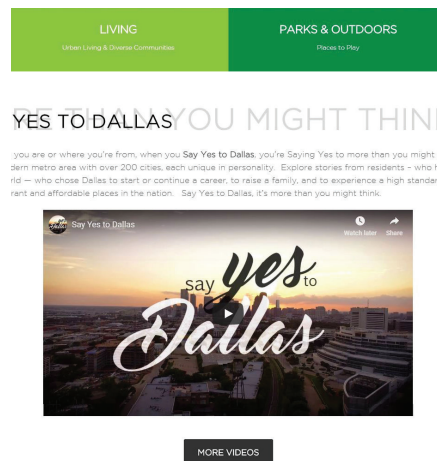 LIVING
Urban Living & Diverse Communities
PARKS & OUTDOORS
Places to Play
RE THAN YOU MIGHT THIN
YES TO DALLAS
you are or where you're from, when you Say Yes to Dallas, you're Saying Yes to more than you might
dern metro area with over 200 cities, each unique in personality. Explore stories from residents – who
rld — who chose Dallas to start or continue a career, to raise a family, and to experience a high standar
rant and affordable places in the nation. Say Yes to Dallas, it's more than you might think.
Say Yes to Dallas
Watch later
Share
say yes to
Dallas
MORE VIDEOS